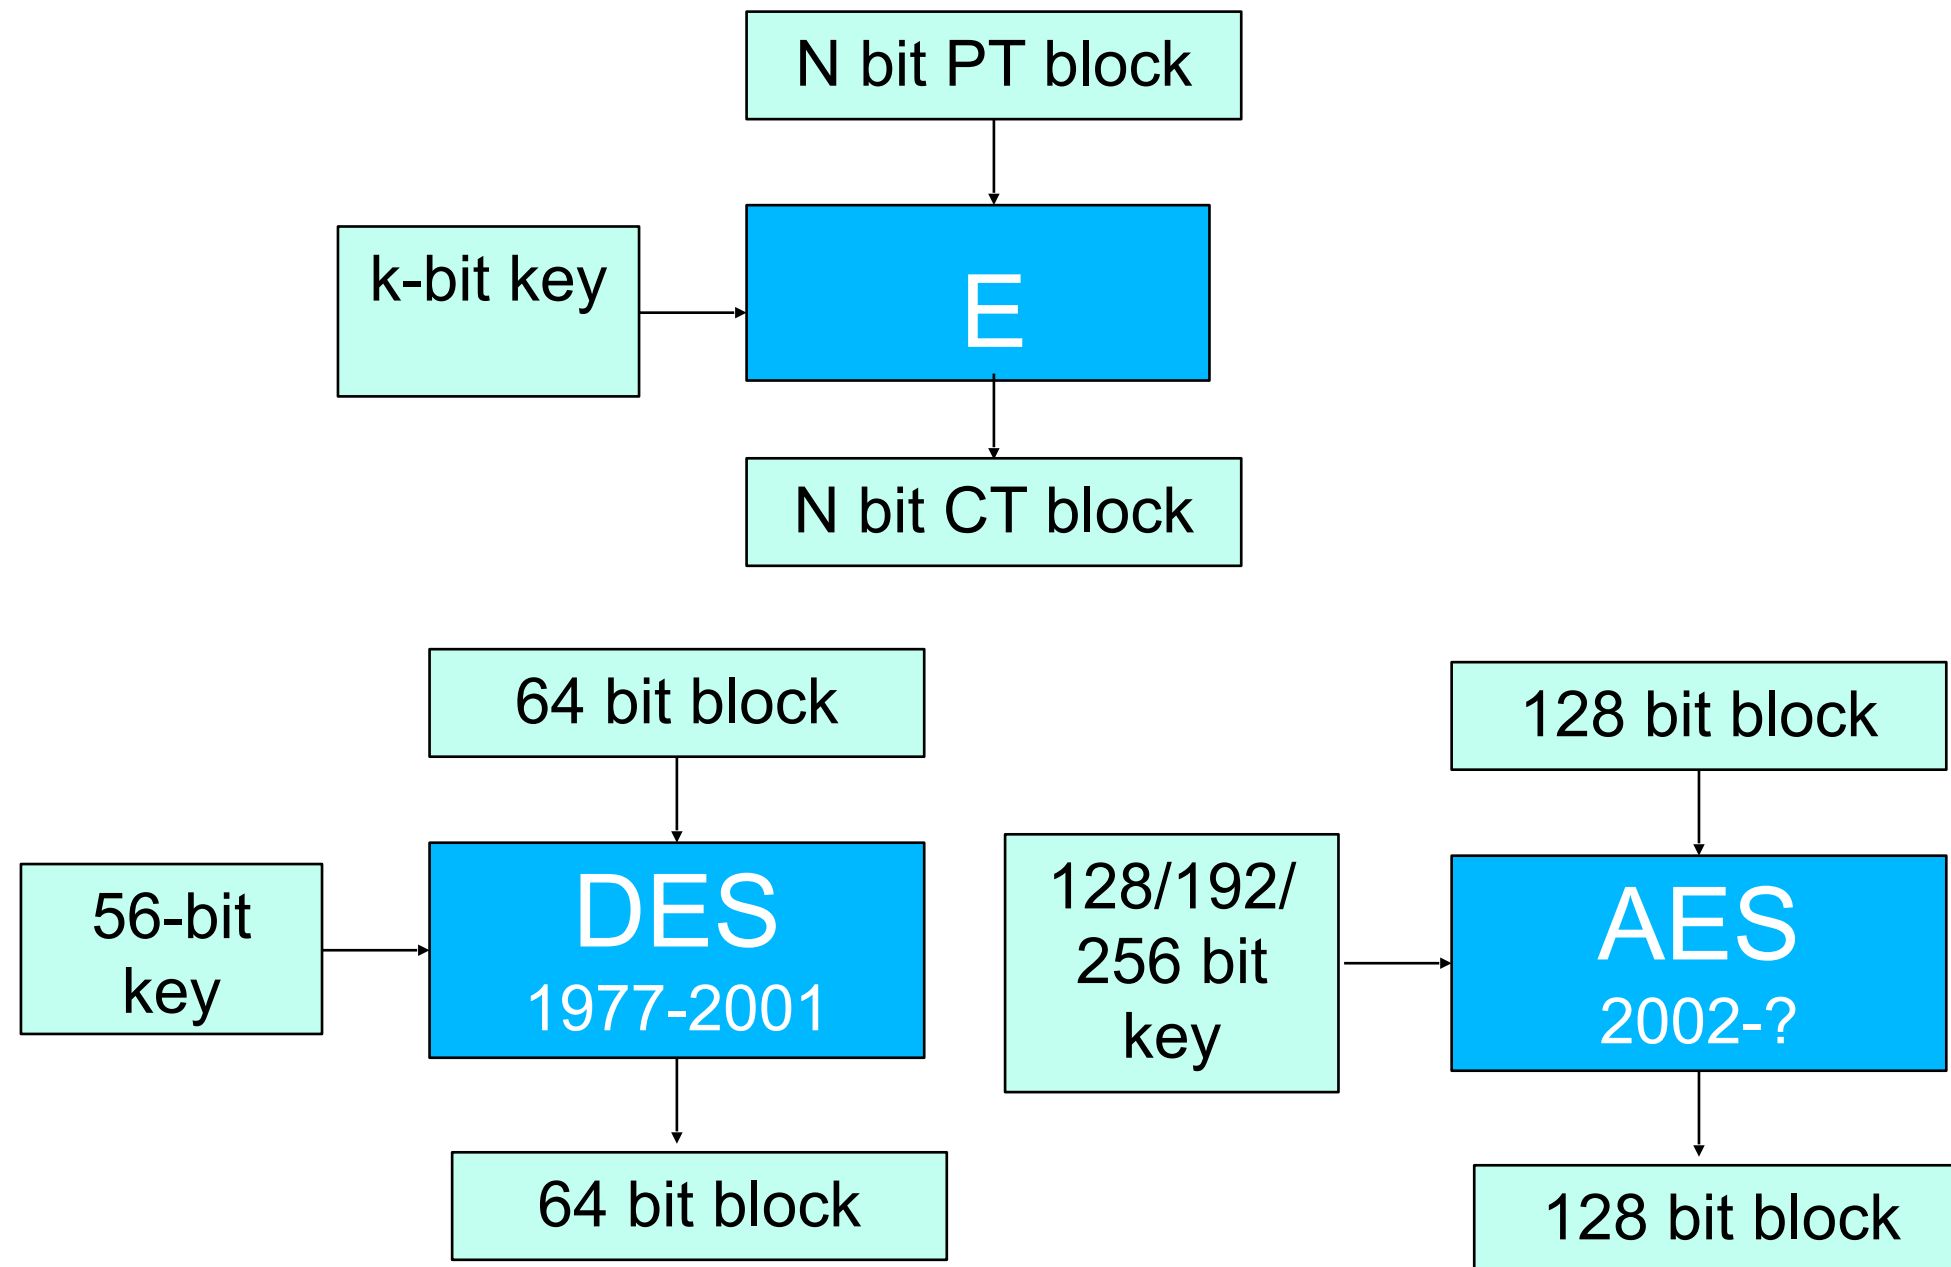 N bit PT block
k-bit key
E
N bit CT block
64 bit block
56-bit
key
DES
1977-2001
64 bit block
128 bit block
128/192/
256 bit
key
AES
2002-?
128 bit block